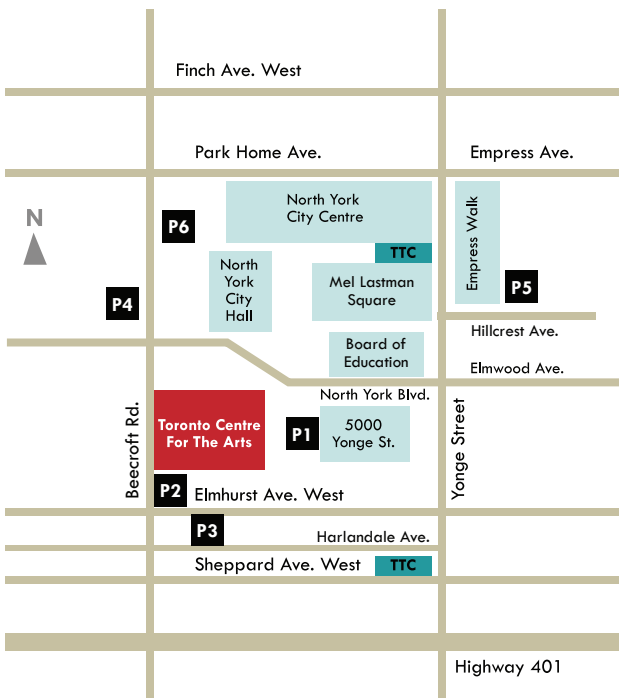 Finch Ave. West
Park Home Ave.
Empress Ave.
North York
City Centre
N
P6
TTC
Empress Walk
North
York
City
Hall
Mel Lastman
Square
P5
P4
Hillcrest Ave.
Board of
Education
Elmwood Ave.
North York Blvd.
Toronto Centre
For The Arts
P1
5000
Yonge St.
Beecroft Rd.
Yonge Street
P2
Elmhurst Ave. West
P3
Harlandale Ave.
Sheppard Ave. West
TTC
Highway 401